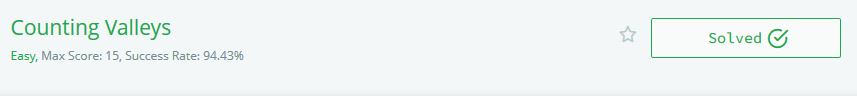 Counting Valleys
Solved
Easy, Max Score: 15, Success Rate: 94.43%